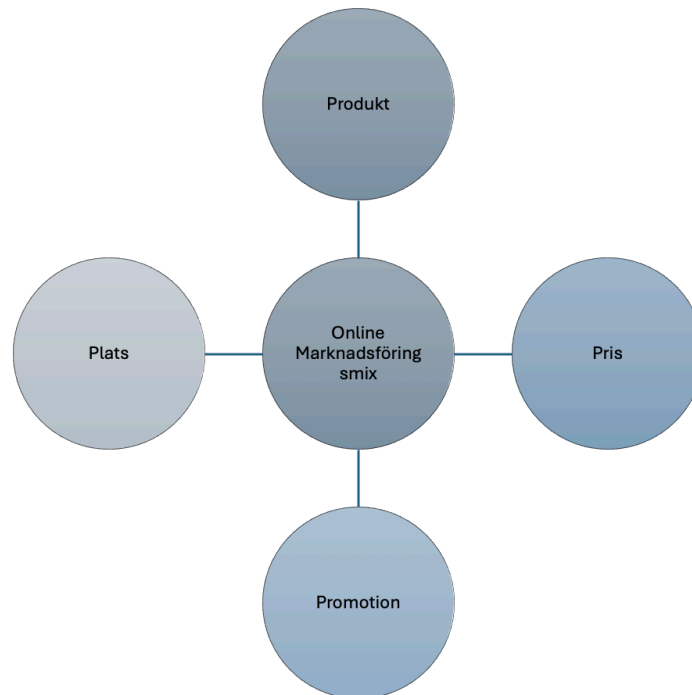 Produkt
Plats
Online
Marknadsföring
smix
Pris
Promotion